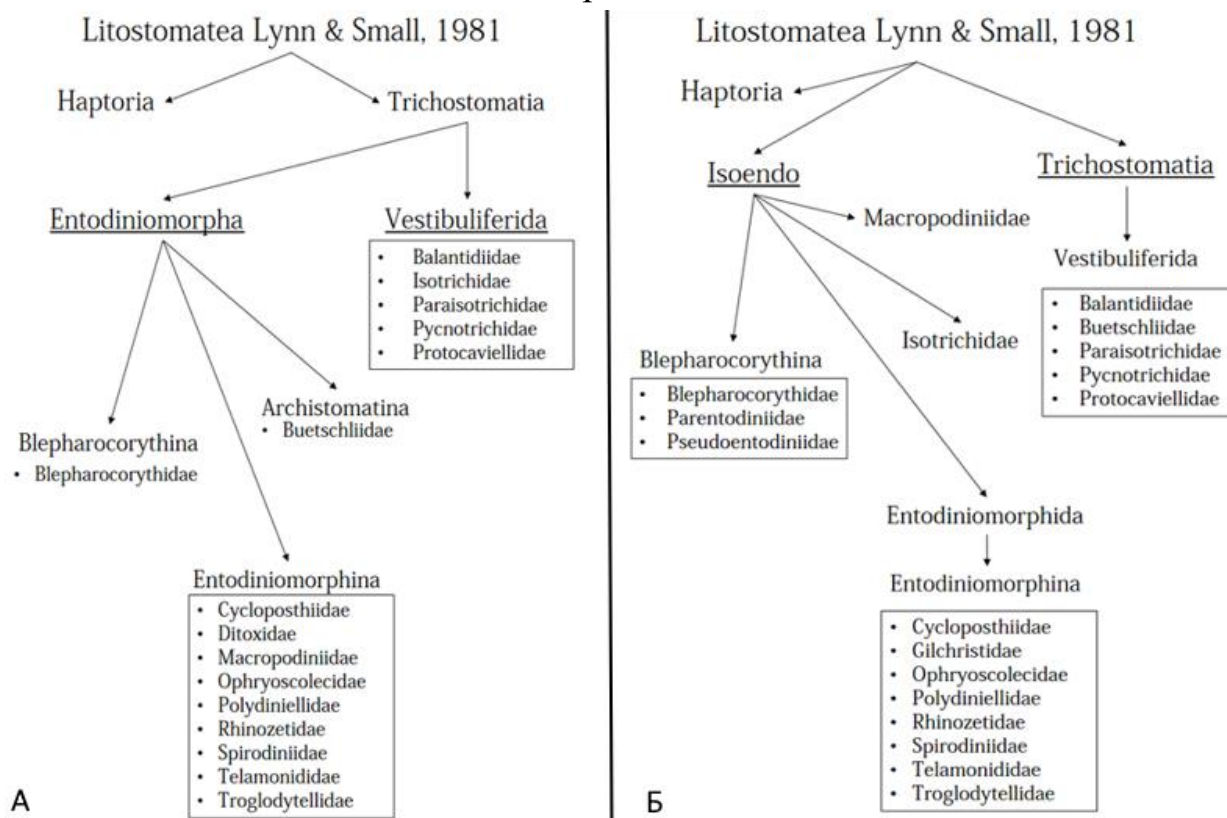 Litostomatea Lynn & Small, 1981
Haptoria
Trichostomatia
Entodiniomorpha
Vestibuliferida
• Balantidiidae
• Isotrichidae
• Paraisotrichidae
• Pycnotrichidae
• Protocaviellidae
Archistomatina
• Buetschliidae
Blepharocorythina
• Blepharocorythidae
Entodiniomorphina
• Cycloposthiidae
• Ditoxidae
• Macropodiniidae
• Ophryoscolecidae
• Polydiniellidae
• Rhinozetidae
• Spirodiniidae
• Telamonididae
• Troglodytellidae
А
Litostomatea Lynn & Small, 1981
Haptoria
Isoendo
Trichostomatia
Macropodiniidae
Vestibuliferida
• Balantidiidae
• Buetschliidae
• Paraisotrichidae
• Pycnotrichidae
• Protocaviellidae
Isotrichidae
Blepharocorythina
• Blepharocorythidae
• Parentodiniidae
• Pseudoentodiniidae
Entodiniomorphida
Entodiniomorphina
• Cycloposthiidae
• Gilchristidae
• Ophryoscolecidae
• Polydiniellidae
• Rhinozetidae
• Spirodiniidae
• Telamonididae
• Troglodytellidae
Б